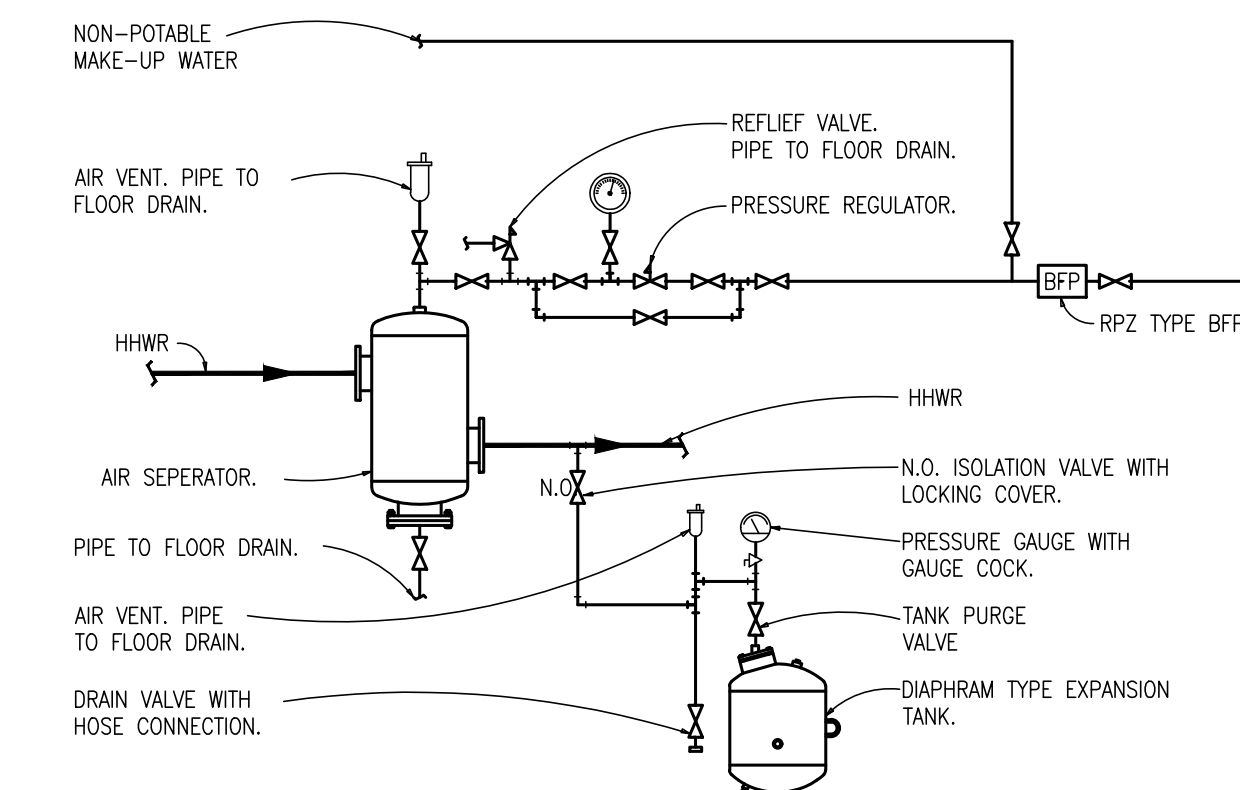 NON-POTABLE
MAKE-UP WATER
REFLIEF VALVE.
PIPE TO FLOOR DRAIN.
AIR VENT. PIPE TO
FLOOR DRAIN.
PRESSURE REGULATOR.
BFP
RPZ TYPE BFP
HHWR
HHWR
AIR SEPERATOR.
N.O. ISOLATION VALVE WITH
LOCKING COVER.
N.O.
PIPE TO FLOOR DRAIN.
PRESSURE GAUGE WITH
GAUGE COCK.
AIR VENT. PIPE
TO FLOOR DRAIN.
TANK PURGE
VALVE
DRAIN VALVE WITH
HOSE CONNECTION.
DIAPHRAM TYPE EXPANSION
TANK.